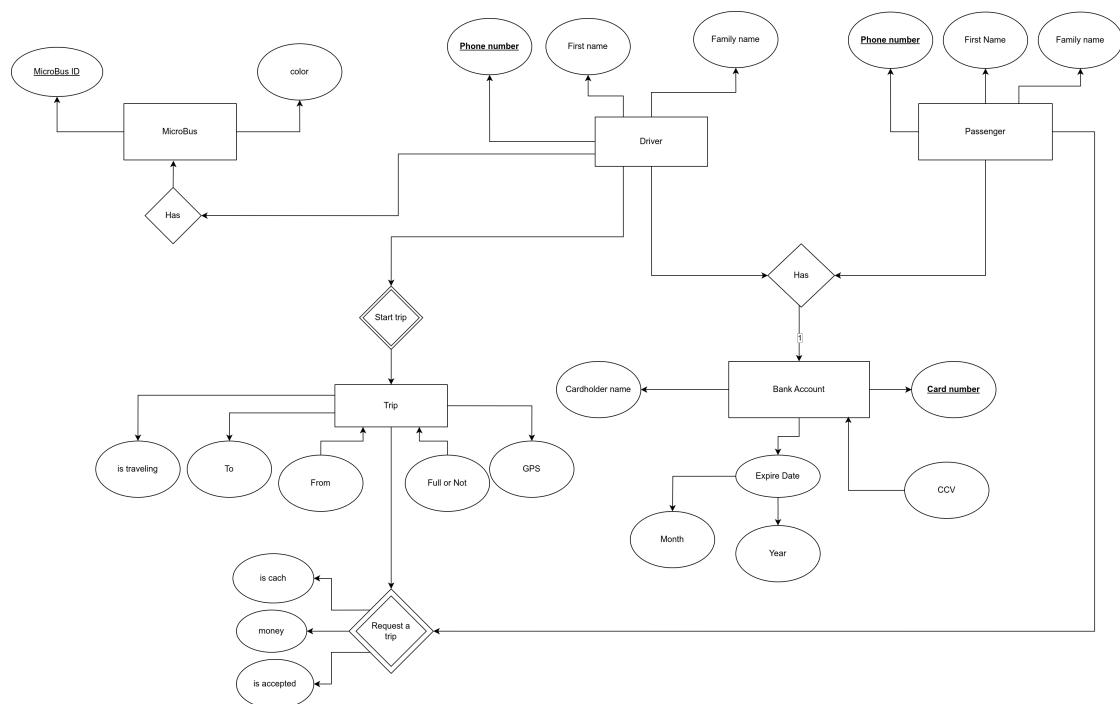 Phone number
First name
Family name
Phone number
First Name
Family name
MicroBus ID
color
MicroBus
Driver
Passenger
Has
Has
Start trip
1
Cardholder name
Bank Account
Card number
Trip
is traveling
To
From
Full or Not
GPS
Expire Date
CCV
Month
Year
is cach
Request a
trip
money
is accepted